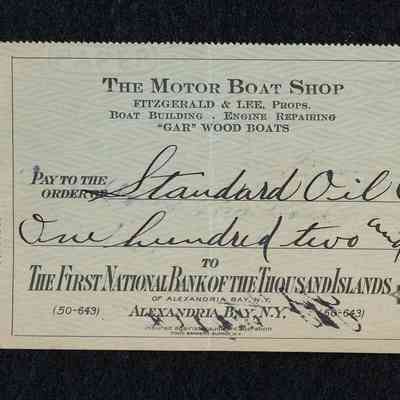 THE MOTOR BOAT SHOP
FITZGERALD & LEE, PROPS.
BOAT BUILDING . ENGINE REPAIRING
"GAR" WOOD BOATS
PAY TO THE
ORDER OF Standard Oil
One hundred two and
TO
THE FIRST NATIONAL BANK OF THE THOUSAND ISLANDS
OF ALEXANDRIA BAY, N.Y.
(50-643) ALEXANDRIA BAY, N.Y. (50-643)